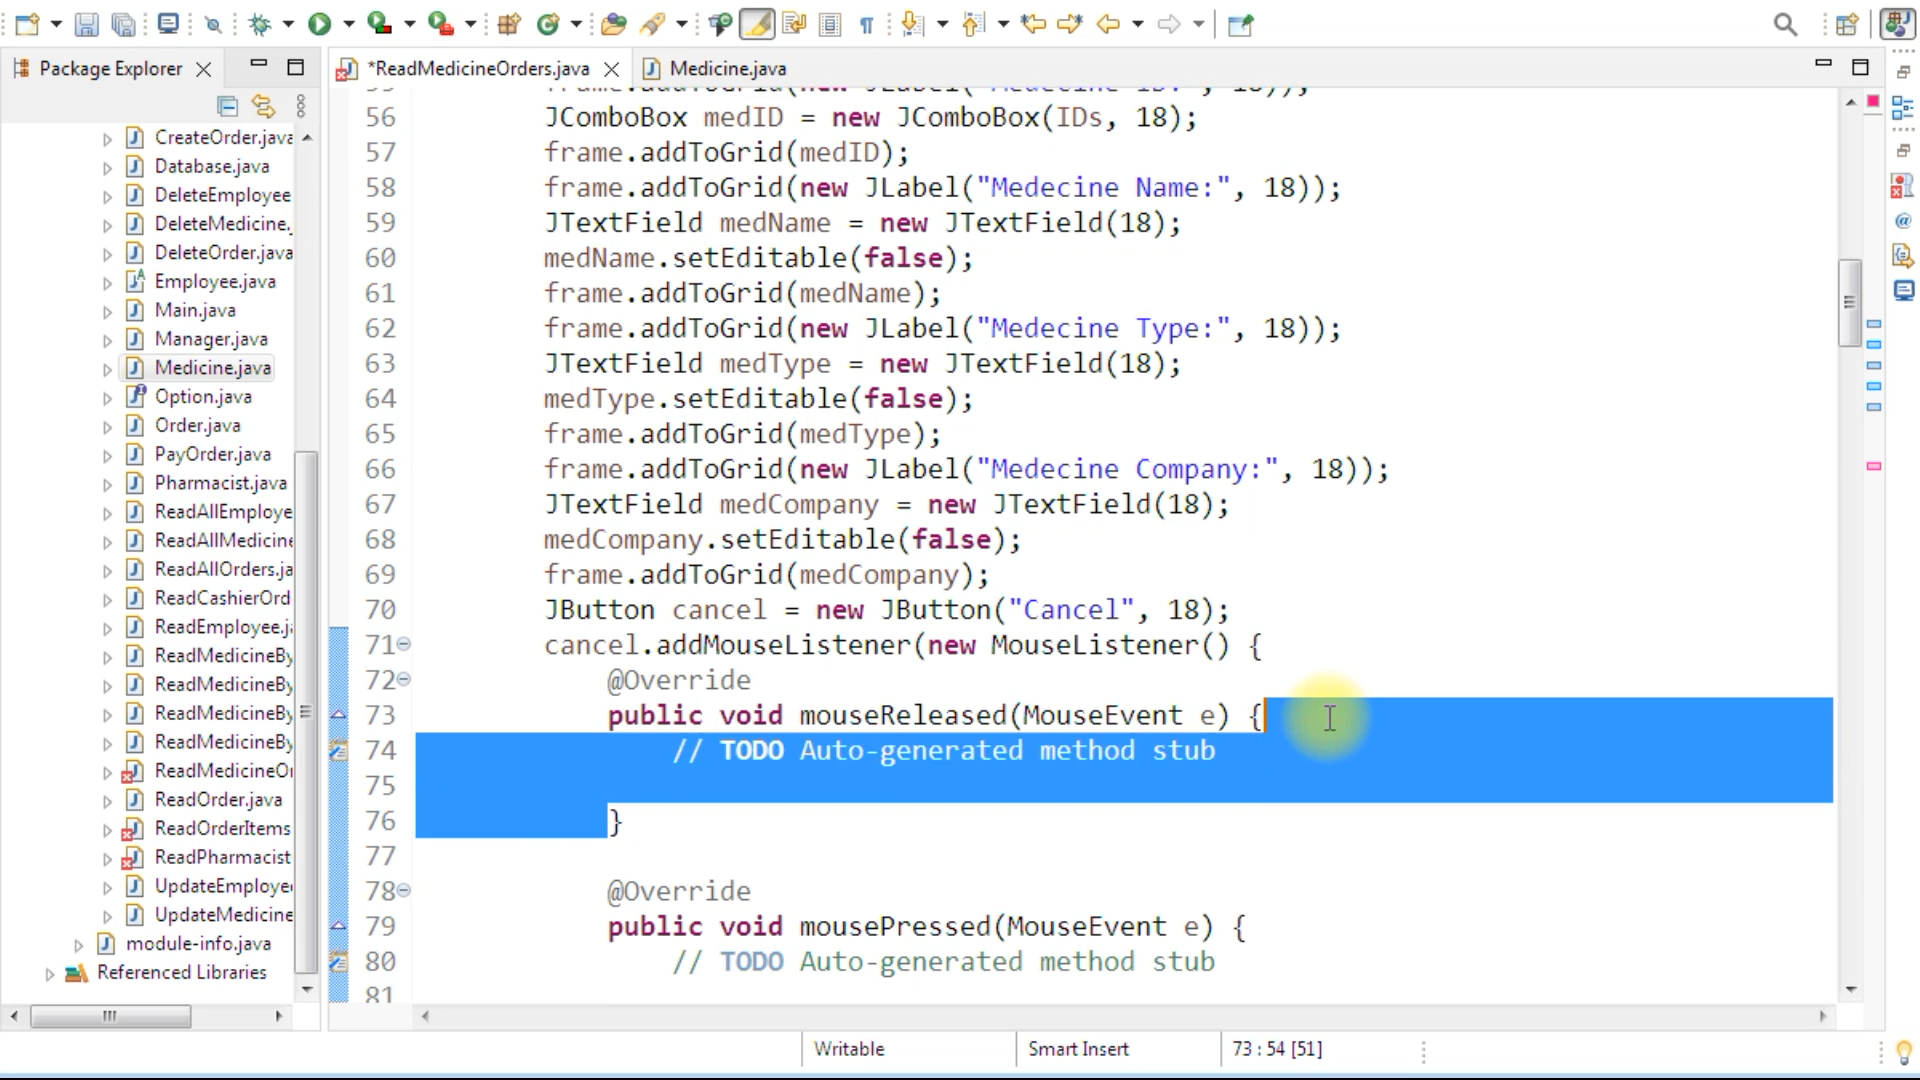 Package Explorer
*ReadMedicineOrders.java
Medicine.java
CreateOrder.java
Database.java
DeleteEmployee
DeleteMedicine.
DeleteOrder.java
Employee.java
Main.java
Manager.java
Medicine.java
Option.java
Order.java
PayOrder.java
Pharmacist.java
ReadAllEmploye
ReadAllMedicine
ReadAllOrders.ja
ReadCashierOrd
ReadEmployee.j
ReadMedicineBy
ReadMedicineBy
ReadMedicineBy
ReadMedicineBy
ReadMedicineO
ReadOrder.java
ReadOrderItems
ReadPharmacist
UpdateEmploye
UpdateMedicine
module-info.java
Referenced Libraries
55 frame.addToGrid(new JLabel("Medecine ID:", 18));
56 JComboBox medID = new JComboBox(IDs, 18);
57 frame.addToGrid(medID);
58 frame.addToGrid(new JLabel("Medecine Name:", 18));
59 JTextField medName = new JTextField(18);
60 medName.setEditable(false);
61 frame.addToGrid(medName);
62 frame.addToGrid(new JLabel("Medecine Type:", 18));
63 JTextField medType = new JTextField(18);
64 medType.setEditable(false);
65 frame.addToGrid(medType);
66 frame.addToGrid(new JLabel("Medecine Company:", 18));
67 JTextField medCompany = new JTextField(18);
68 medCompany.setEditable(false);
69 frame.addToGrid(medCompany);
70 JButton cancel = new JButton("Cancel", 18);
71 cancel.addMouseListener(new MouseListener() {
72 @Override
73 public void mouseReleased(MouseEvent e) {
74 // TODO Auto-generated method stub
75
76 }
77
78 @Override
79 public void mousePressed(MouseEvent e) {
80 // TODO Auto-generated method stub
81
Writable
Smart Insert
73 : 54 [51]